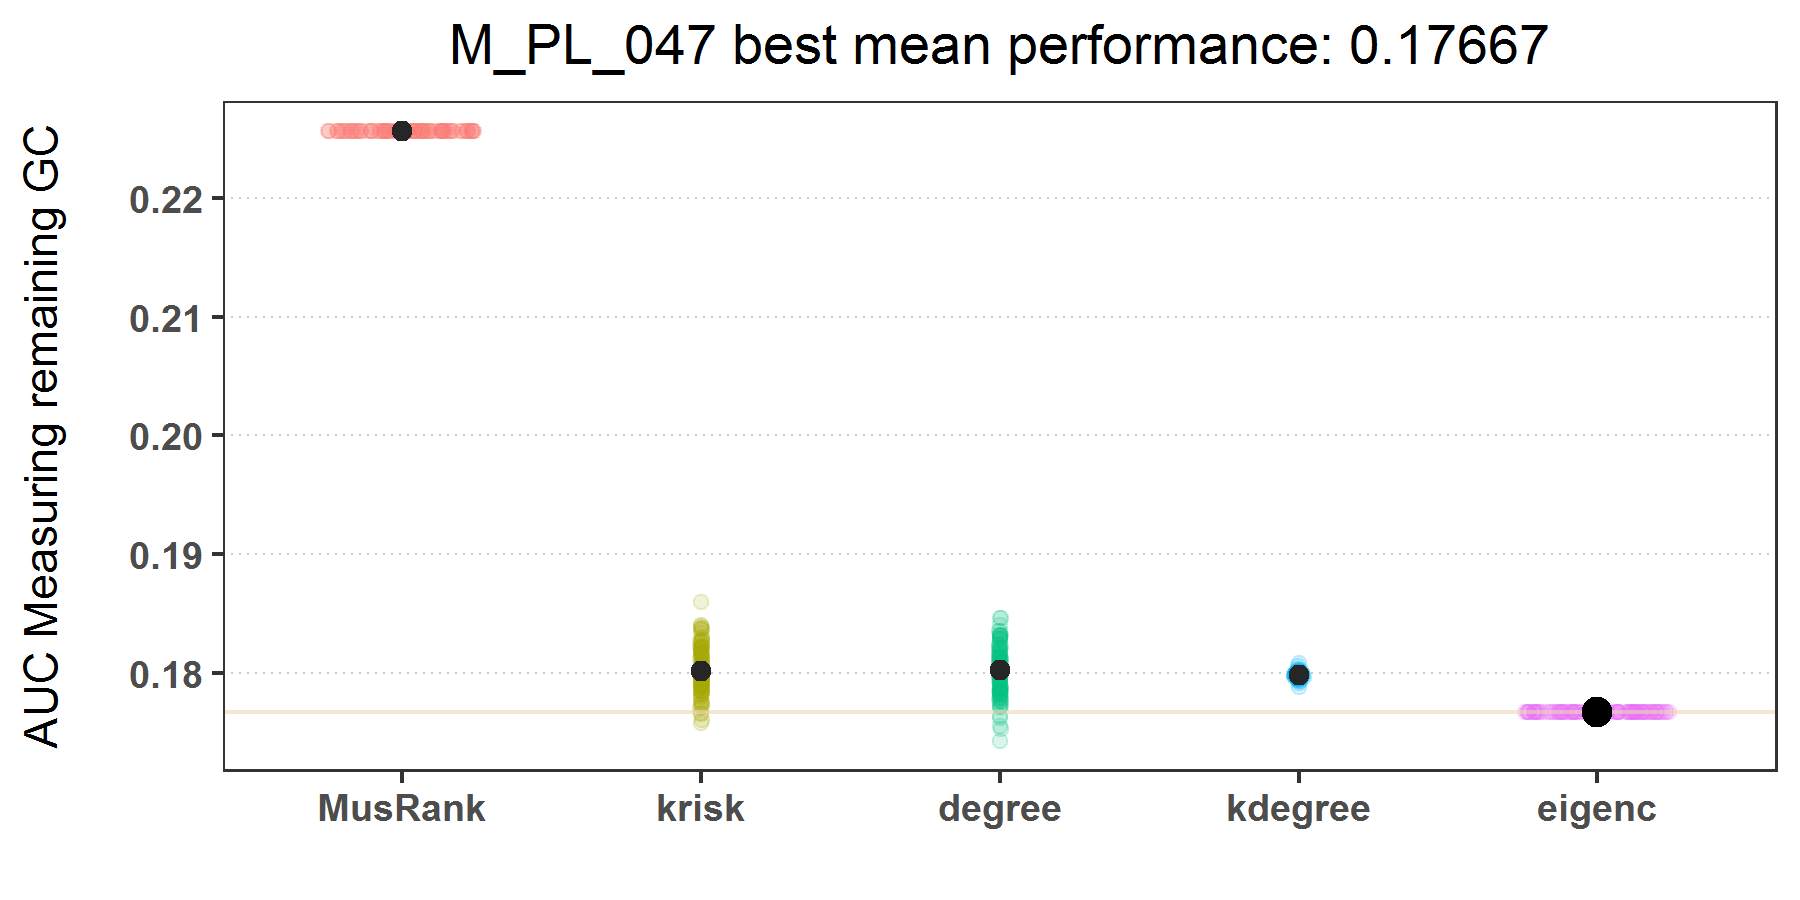 M_PL_047 best mean performance: 0.17667
AUC Measuring remaining GC
0.22
0.21
0.20
0.19
0.18
MusRank krisk degree kdegree eigenc